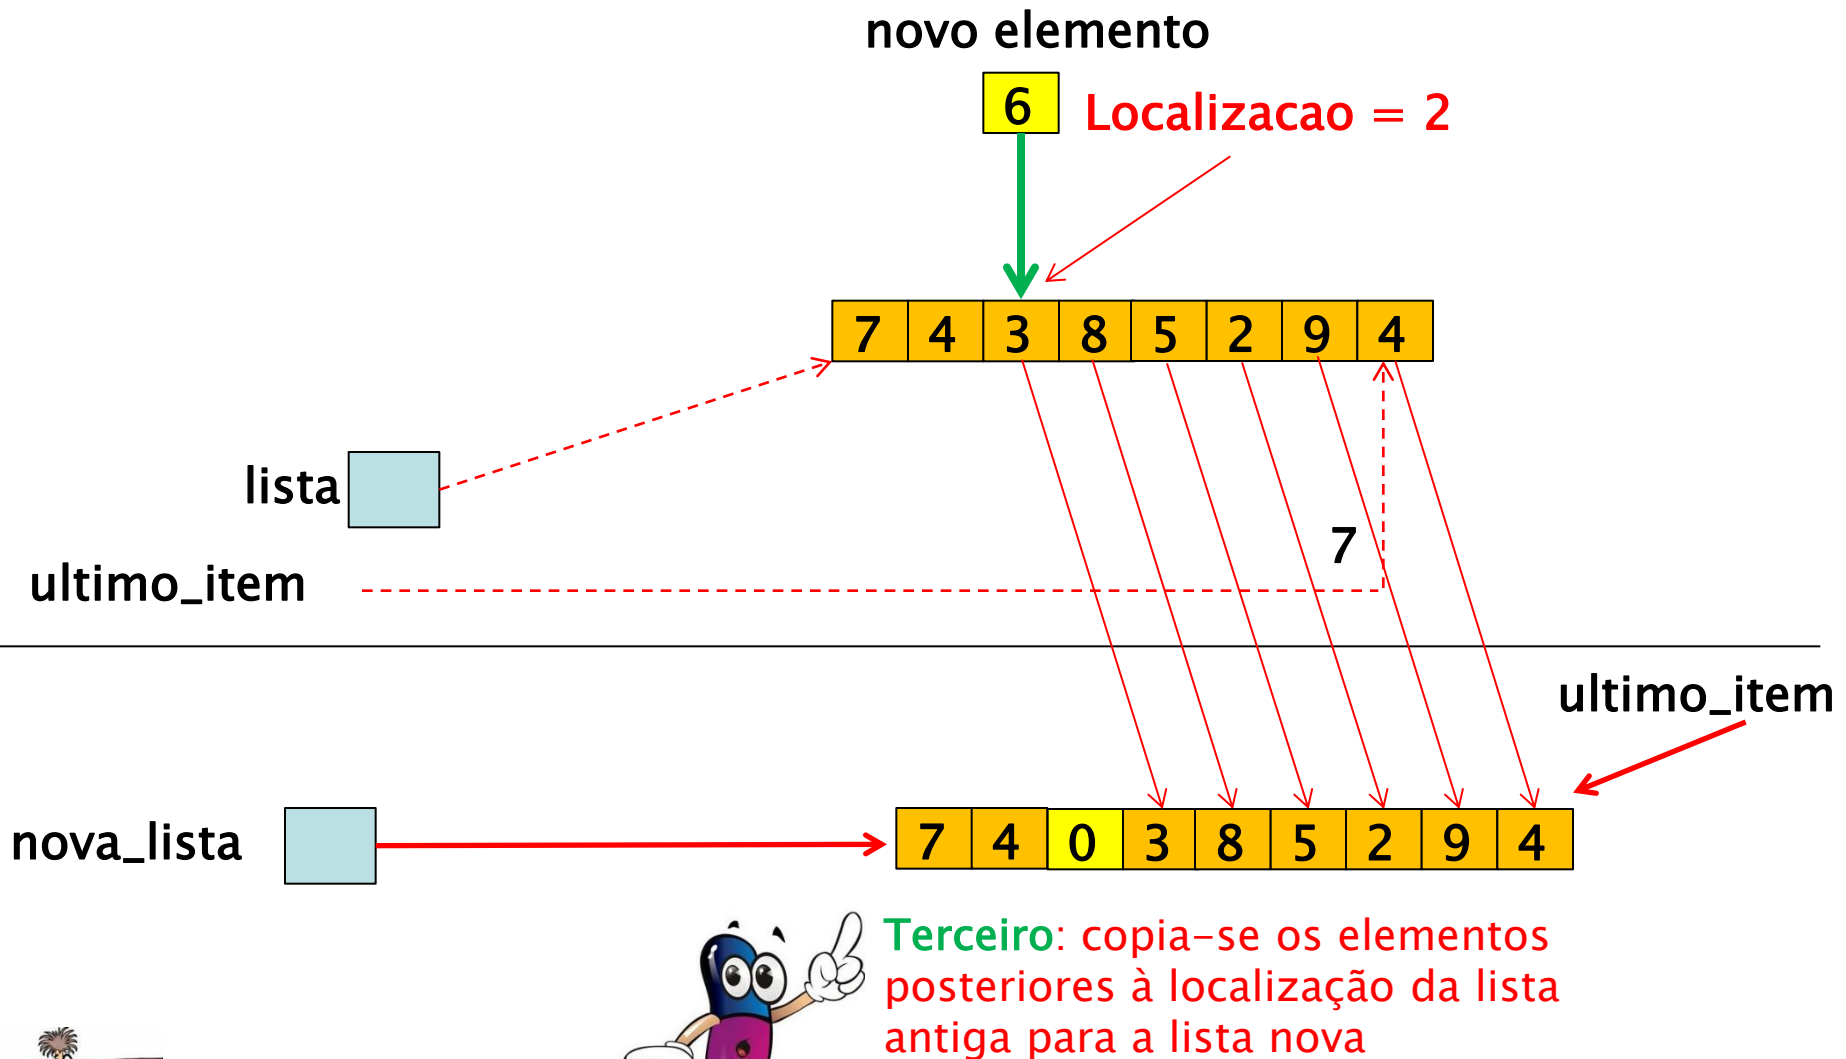 novo elemento
6
Localizacao = 2
7 4 3 8 5 2 9 4
lista
7
ultimo_item
ultimo_item
nova_lista
7 4 0 3 8 5 2 9 4
Terceiro: copia-se os elementos
posteriores à localização da lista
antiga para a lista nova